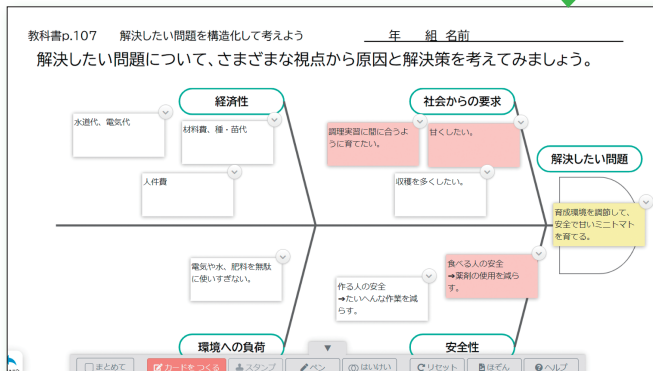 教科書p.107 解決したい問題を構造化して考えよう 年 組 名前
解決したい問題について、さまざまな視点から原因と解決策を考えてみましょう。
経済性
社会からの要求
水道代、電気代
材料費、種・苗代
人件費
調理実習に間に合うよ
うに育てたい。
甘くしたい。
収穫を多くしたい。
解決したい問題
育成環境を調節して、
安全で甘いミニトマト
を育てる。
電気や水、肥料を無駄
に使いすぎない。
作る人の安全
➔たいへんな作業を減
らす。
食べる人の安全
➔薬剤の使用を減ら
す。
環境への負荷
安全性
まとめて
カードを つくる
スタンプ
ペン
はいけい
リセット
ほぞん
ヘルプ